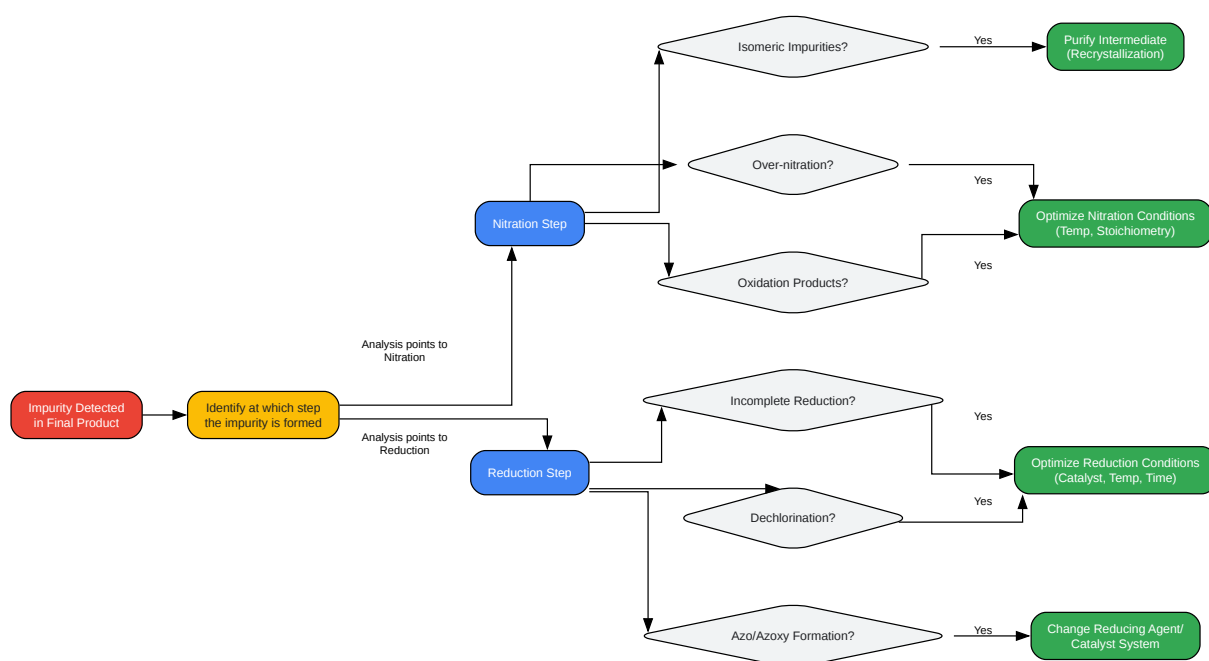 Isomeric Impurities?
Yes
Purify Intermediate
(Recrystallization)
Over-nitration?
Yes
Nitration Step
Optimize Nitration Conditions
(Temp, Stoichiometry)
Oxidation Products?
Yes
Analysis points to
Nitration
Impurity Detected
in Final Product
Identify at which step
the impurity is formed
Analysis points to
Reduction
Incomplete Reduction?
Yes
Reduction Step
Optimize Reduction Conditions
(Catalyst, Temp, Time)
Dechlorination?
Yes
Azo/Azoxy Formation?
Yes
Change Reducing Agent/
Catalyst System